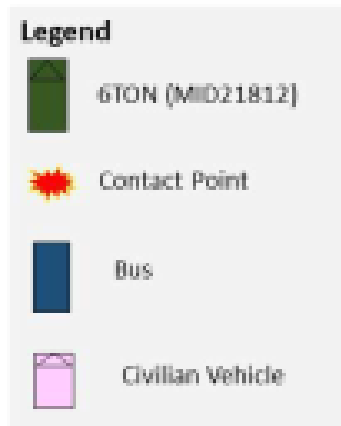 Legend
6TON (MID21812)
Contact Point
Bus
Civilian Vehicle